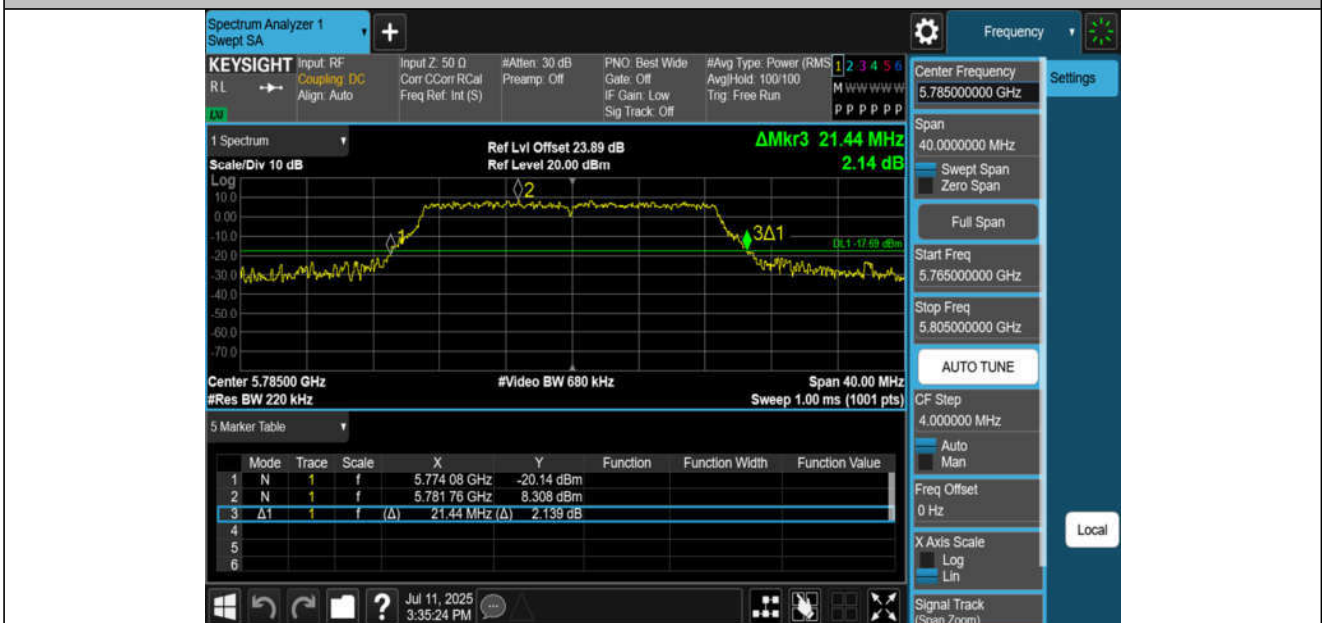 Spectrum Analyzer 1
Swept SA
+
Frequency
KEYSIGHT
RL
LV
Input: RF
Coupling: DC
Align: Auto
Input Z: 50 Ω
Corr CCorr RCal
Freq Ref: Int (S)
#Atten: 30 dB
Preamp: Off
PNO: Best Wide
Gate: Off
IF Gain: Low
Sig Track: Off
#Avg Type: Power (RMS
Avg|Hold: 100/100
Trig: Free Run
1 2 3 4 5 6
M W W W W W
P P P P P P
Center Frequency
5.785000000 GHz
Settings
Span
40.0000000 MHz
Swept Span
Zero Span
Full Span
Start Freq
5.765000000 GHz
Stop Freq
5.805000000 GHz
AUTO TUNE
CF Step
4.000000 MHz
Auto
Man
Freq Offset
0 Hz
X Axis Scale
Log
Lin
Signal Track
(Span Zoom)
Local
1 Spectrum
Scale/Div 10 dB
Ref Lvl Offset 23.89 dB
Ref Level 20.00 dBm
ΔMkr3 21.44 MHz
2.14 dB
Log
10.0
0.00
-10.0
-20.0
-30.0
-40.0
-50.0
-60.0
-70.0
2
1
3Δ1
DL1 -17.69 dBm
Center 5.78500 GHz
#Video BW 680 kHz
Span 40.00 MHz
#Res BW 220 kHz
Sweep 1.00 ms (1001 pts)
5 Marker Table
Mode Trace Scale X Y Function Function Width Function Value
1 N 1 f 5.774 08 GHz -20.14 dBm
2 N 1 f 5.781 76 GHz 8.308 dBm
3 Δ1 1 f (Δ) 21.44 MHz (Δ) 2.139 dB
4
5
6
?
Jul 11, 2025
3:35:24 PM